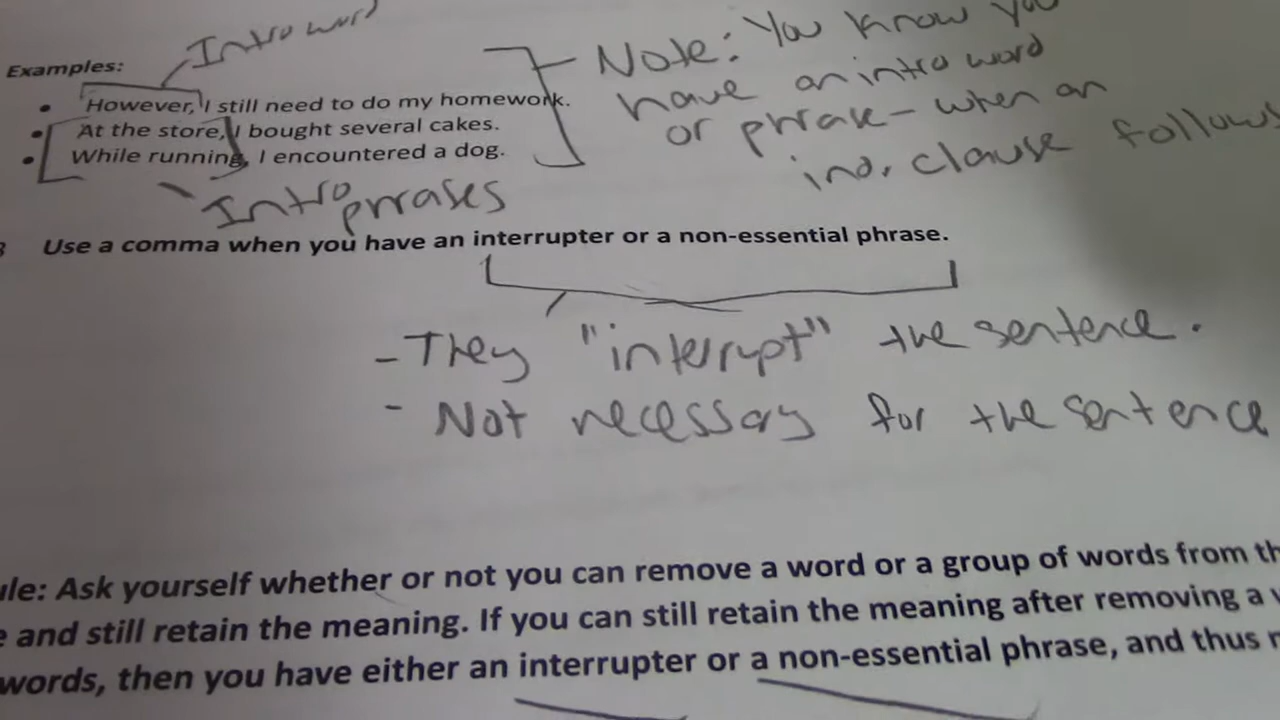 Intro word
Note: You know you
Examples:
have an intro word
• However, I still need to do my homework.
or phrase - when an
• At the store, I bought several cakes.
ind. clause follows
• While running, I encountered a dog.
Intro phrases
3 Use a comma when you have an interrupter or a non-essential phrase.
- They "interrupt" the sentence.
- Not necessary for the sentence
ule: Ask yourself whether or not you can remove a word or a group of words from th
e and still retain the meaning. If you can still retain the meaning after removing a w
words, then you have either an interrupter or a non-essential phrase, and thus